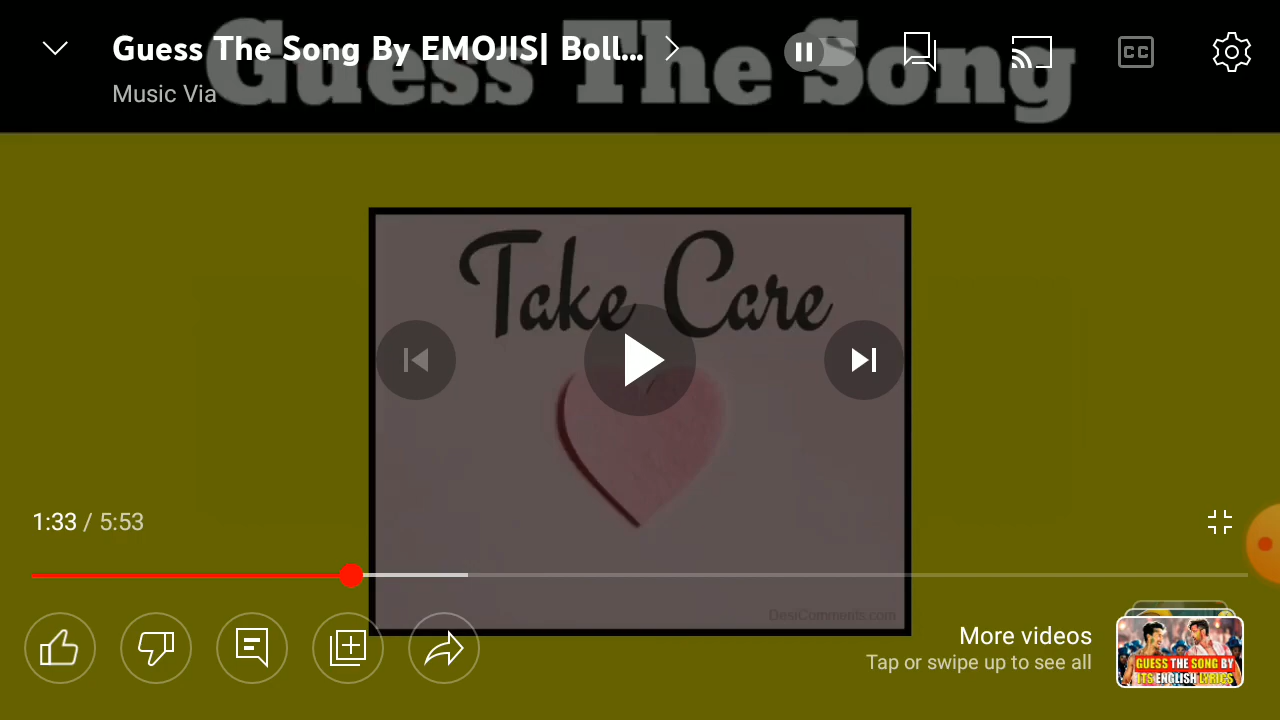 Guess The Song
Guess The Song By EMOJIS| Boll...
Music Via
CC
Take Care
1:33 / 5:53
DesiComments.com
More videos
Tap or swipe up to see all
GUESS THE SONG BY
ITS ENGLISH LYRICS